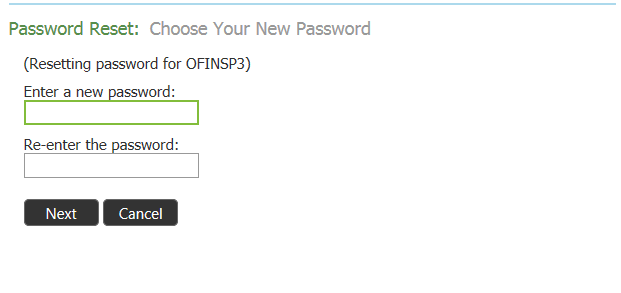 Password Reset: Choose Your New Password
(Resetting password for OFINSP3)
Enter a new password:
Re-enter the password:
Next Cancel